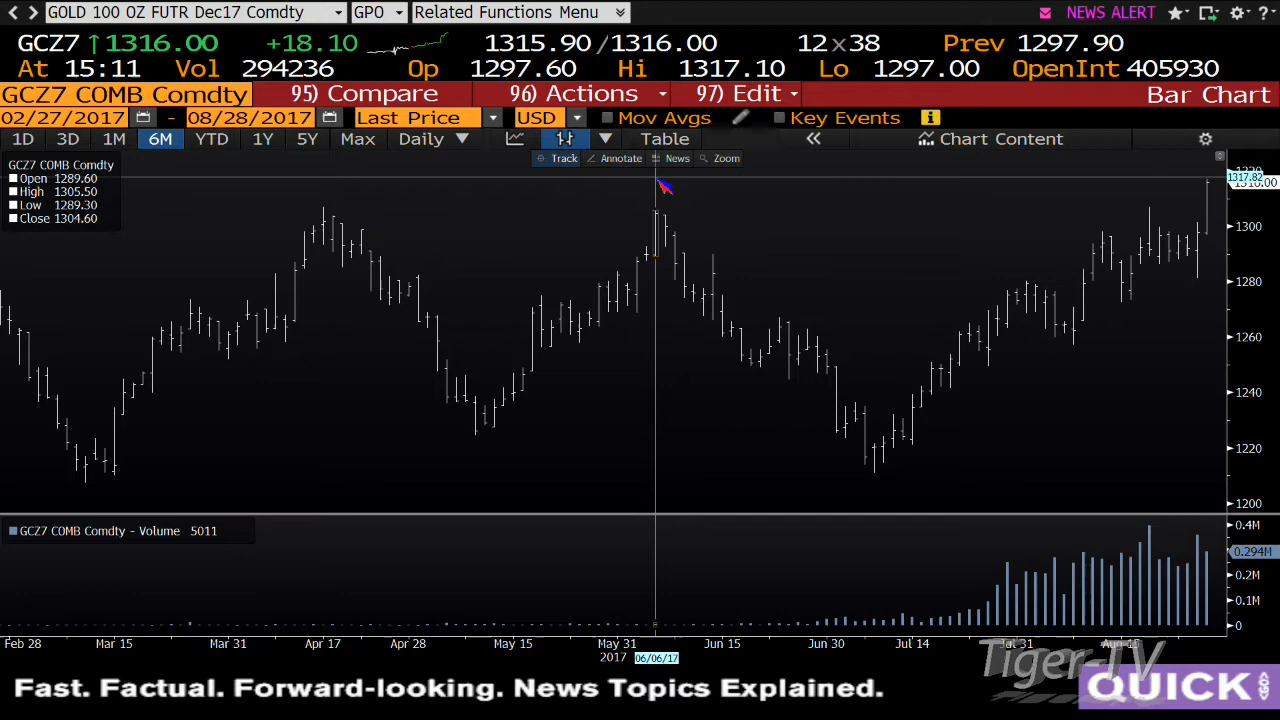 GOLD 100 OZ FUTR Dec17 Comdty GPO Related Functions Menu NEWS ALERT ?
GCZ7 ↑1316.00 +18.10 1315.90/1316.00 12x38 Prev 1297.90
At 15:11 Vol 294236 Op 1297.60 Hi 1317.10 Lo 1297.00 OpenInt 405930
GCZ7 COMB Comdty 95) Compare 96) Actions 97) Edit Bar Chart
02/27/2017 - 08/28/2017 Last Price USD Mov Avgs Key Events i
1D 3D 1M 6M YTD 1Y 5Y Max Daily Table « Chart Content
Track Annotate News Zoom
GCZ7 COMB Comdty
Open 1289.60
High 1305.50
Low 1289.30
Close 1304.60
1317.82
1316.00
1300
1280
1260
1240
1220
1200
GCZ7 COMB Comdty - Volume 5011
0.4M
0.294M
0.2M
0.1M
0
Feb 28 Mar 15 Mar 31 Apr 17 Apr 28 May 15 May 31 Jun 15 Jun 30 Jul 14 Jul 31 Aug 15
2017 06/06/17
Tiger-TV
Fast. Factual. Forward-looking. News Topics Explained.
QUICK